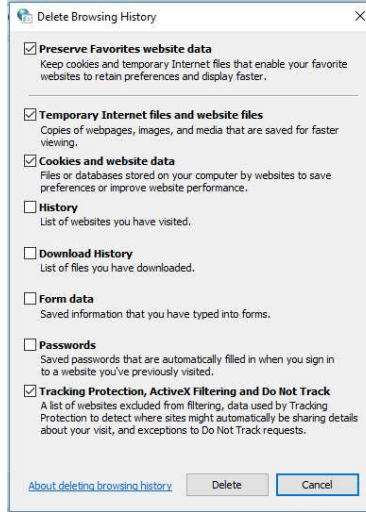 Delete Browsing History
Preserve Favorites website data
Keep cookies and temporary Internet files that enable your favorite
websites to retain preferences and display faster.
Temporary Internet files and website files
Copies of webpages, images, and media that are saved for faster
viewing.
Cookies and website data
Files or databases stored on your computer by websites to save
preferences or improve website performance.
History
List of websites you have visited.
Download History
List of files you have downloaded.
Form data
Saved information that you have typed into forms.
Passwords
Saved passwords that are automatically filled in when you sign in
to a website you've previously visited.
Tracking Protection, ActiveX Filtering and Do Not Track
A list of websites excluded from filtering, data used by Tracking
Protection to detect where sites might automatically be sharing details
about your visit, and exceptions to Do Not Track requests.
About deleting browsing history Delete Cancel